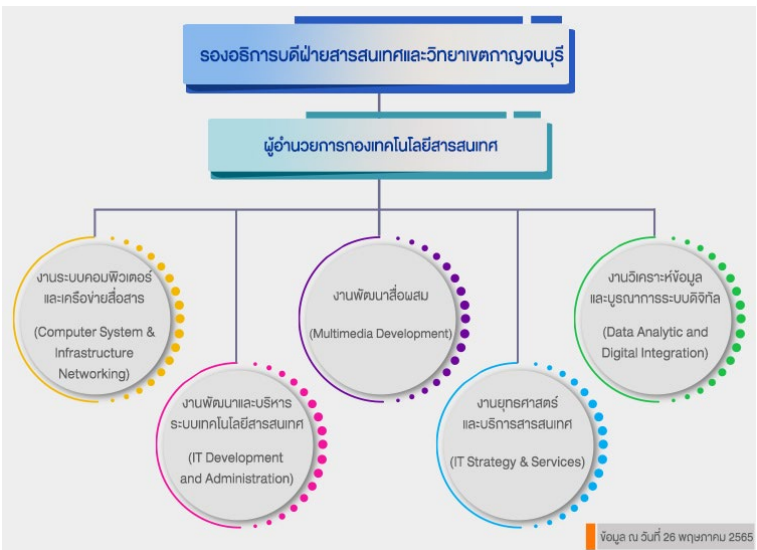 รองอธิการบดีฝ่ายสารสนเทศและวิทยาเขตกาญจนบุรี
ผู้อำนวยการกองเทคโนโลยีสารสนเทศ
งานระบบคอมพิวเตอร์
และเครือข่ายสื่อสาร
(Computer System &
Infrastructure
Networking)
งานพัฒนาและบริหาร
ระบบเทคโนโลยีสารสนเทศ
(IT Development
and Administration)
งานพัฒนาสื่อผสม
(Multimedia Development)
งานยุทธศาสตร์
และบริการสารสนเทศ
(IT Strategy & Services)
งานวิเคราะห์ข้อมูล
และบูรณาการระบบดิจิทัล
(Data Analytic and
Digital Integration)
ข้อมูล ณ วันที่ 26 พฤษภาคม 2565